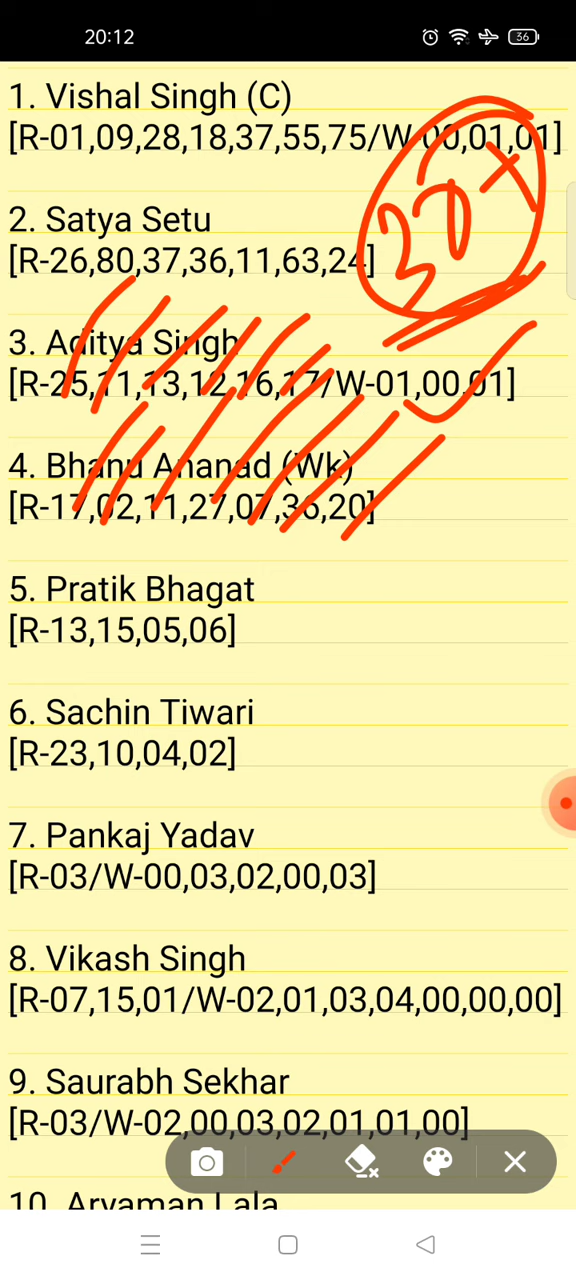 20:12
36
1. Vishal Singh (C)
[R-01,09,28,18,37,55,75/W-00,01,01]
30+
2. Satya Setu
[R-26,80,37,36,11,63,24]
3. Aditya Singh
[R-25,11,13,12,16,17/W-01,00,01]
4. Bhanu Ananad (Wk)
[R-17,02,11,27,07,36,20]
5. Pratik Bhagat
[R-13,15,05,06]
6. Sachin Tiwari
[R-23,10,04,02]
7. Pankaj Yadav
[R-03/W-00,03,02,00,03]
8. Vikash Singh
[R-07,15,01/W-02,01,03,04,00,00,00]
9. Saurabh Sekhar
[R-03/W-02,00,03,02,01,01,00]
10. Aryaman Lala